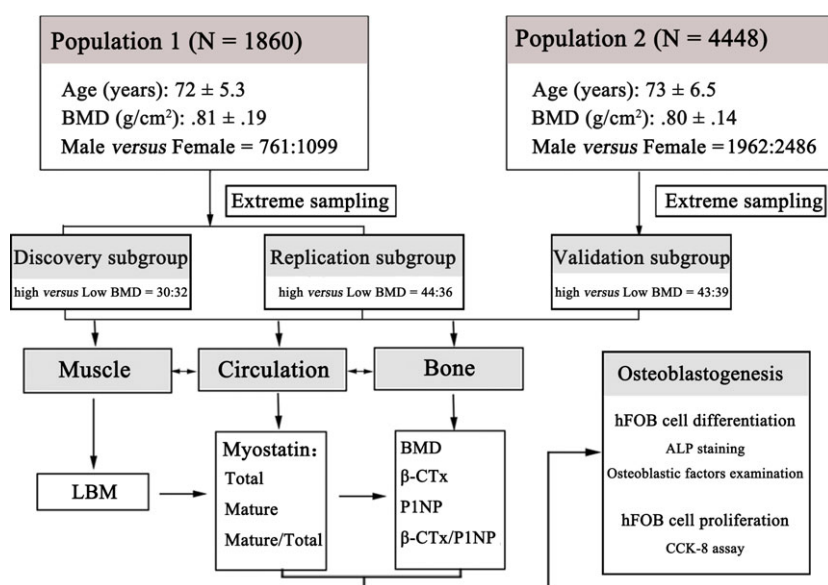 Population 1 (N = 1860)
Age (years): 72 ± 5.3
BMD (g/cm²): .81 ± .19
Male versus Female = 761:1099
Population 2 (N = 4448)
Age (years): 73 ± 6.5
BMD (g/cm²): .80 ± .14
Male versus Female =1962:2486
Extreme sampling
Extreme sampling
Discovery subgroup
high versus Low BMD = 30:32
Replication subgroup
high versus Low BMD = 44:36
Validation subgroup
high versus Low BMD = 43:39
Muscle
Circulation
Bone
LBM
Myostatin:
Total
Mature
Mature/Total
BMD
β-CTx
P1NP
β-CTx/P1NP
Osteoblastogenesis
hFOB cell differentiation
ALP staining
Osteoblastic factors examination
hFOB cell proliferation
CCK-8 assay